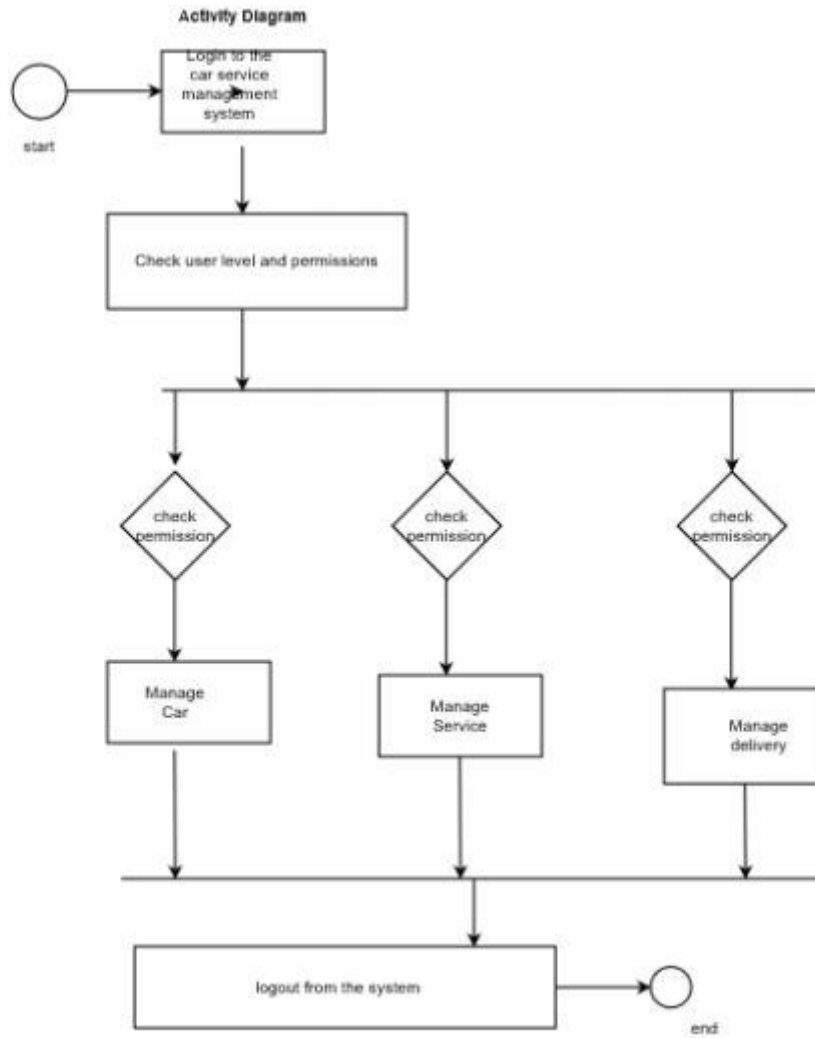 Activity Diagram
Login to the
car service
management
system
start
Check user level and permissions
check
permission
check
permission
check
permission
Manage
Car
Manage
Service
Manage
delivery
logout from the system
end